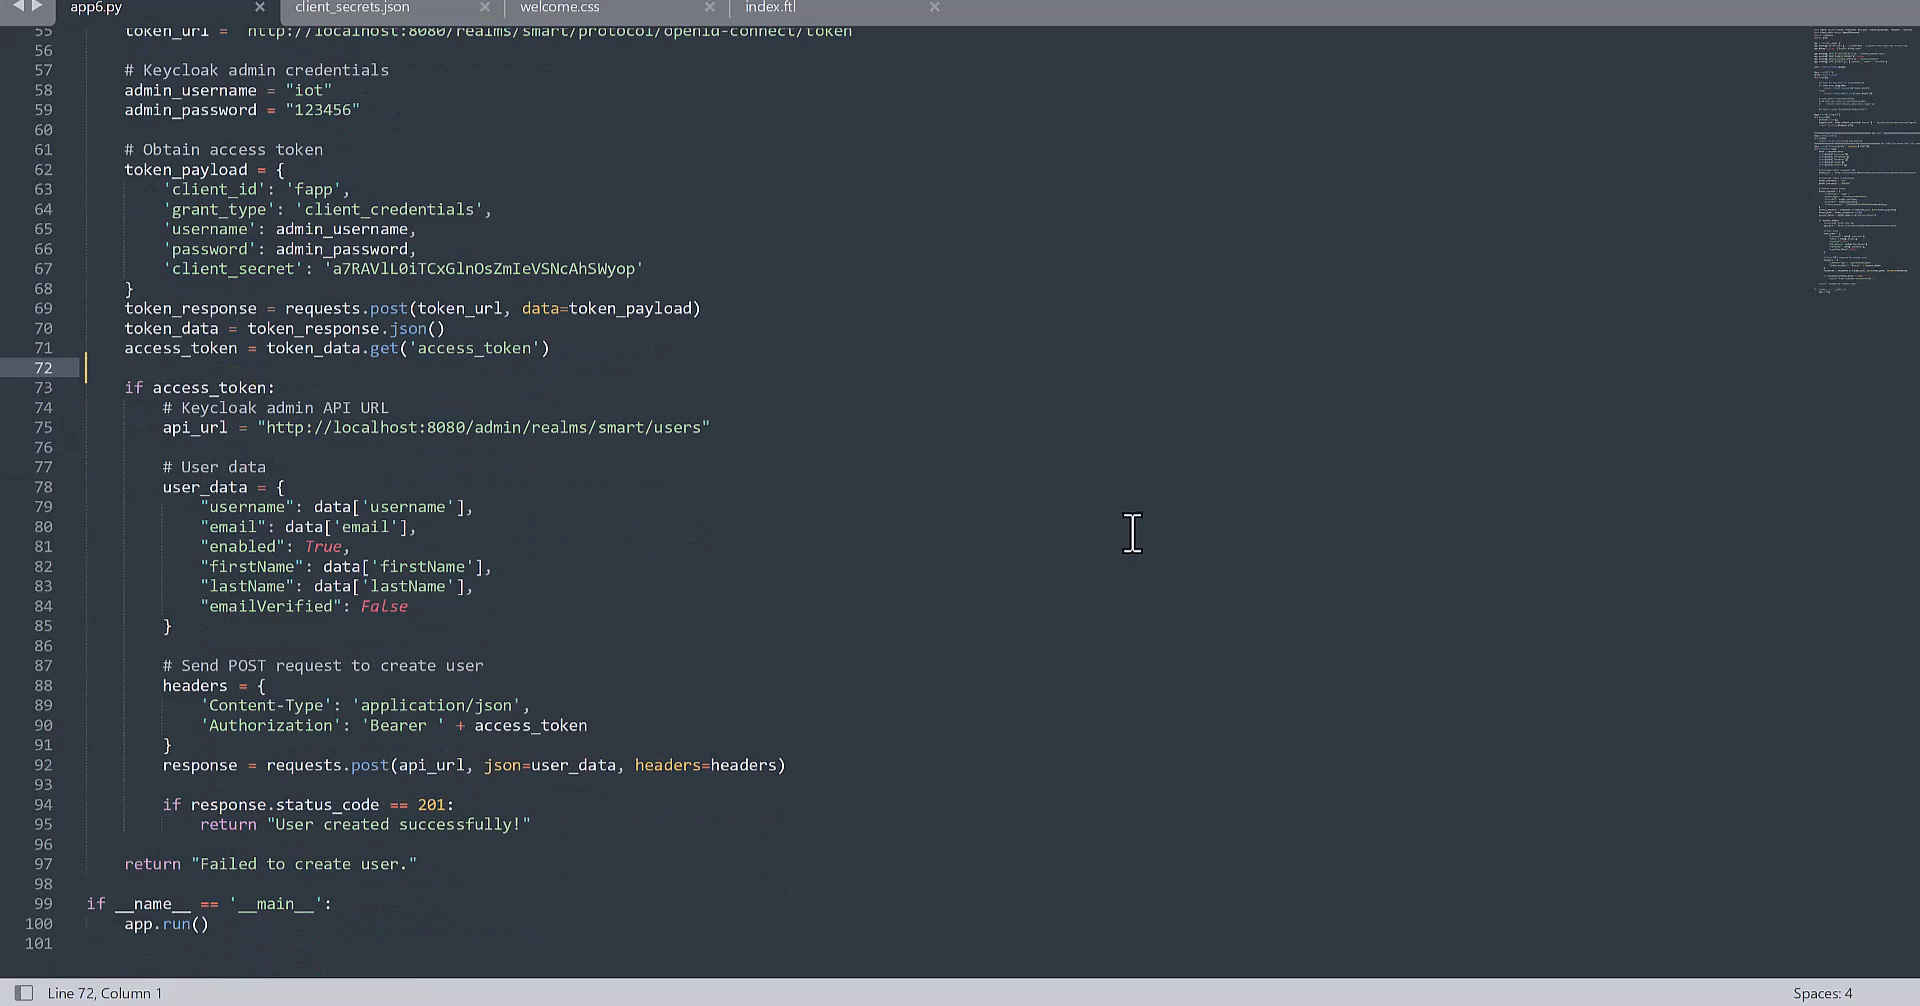 app6.py × client_secrets.json × welcome.css × index.ftl ×
55 token_url = "http://localhost:8080/realms/smart/protocol/openid-connect/token"
56
57 # Keycloak admin credentials
58 admin_username = "iot"
59 admin_password = "123456"
60
61 # Obtain access token
62 token_payload = {
63 'client_id': 'fapp',
64 'grant_type': 'client_credentials',
65 'username': admin_username,
66 'password': admin_password,
67 'client_secret': 'a7RAVlL0iTCxGlnOsZmIeVSNcAhSWyop'
68 }
69 token_response = requests.post(token_url, data=token_payload)
70 token_data = token_response.json()
71 access_token = token_data.get('access_token')
72
73 if access_token:
74 # Keycloak admin API URL
75 api_url = "http://localhost:8080/admin/realms/smart/users"
76
77 # User data
78 user_data = {
79 "username": data['username'],
80 "email": data['email'],
81 "enabled": True,
82 "firstName": data['firstName'],
83 "lastName": data['lastName'],
84 "emailVerified": False
85 }
86
87 # Send POST request to create user
88 headers = {
89 'Content-Type': 'application/json',
90 'Authorization': 'Bearer ' + access_token
91 }
92 response = requests.post(api_url, json=user_data, headers=headers)
93
94 if response.status_code == 201:
95 return "User created successfully!"
96
97 return "Failed to create user."
98
99 if __name__ == '__main__':
100 app.run()
101
Line 72, Column 1 Spaces: 4